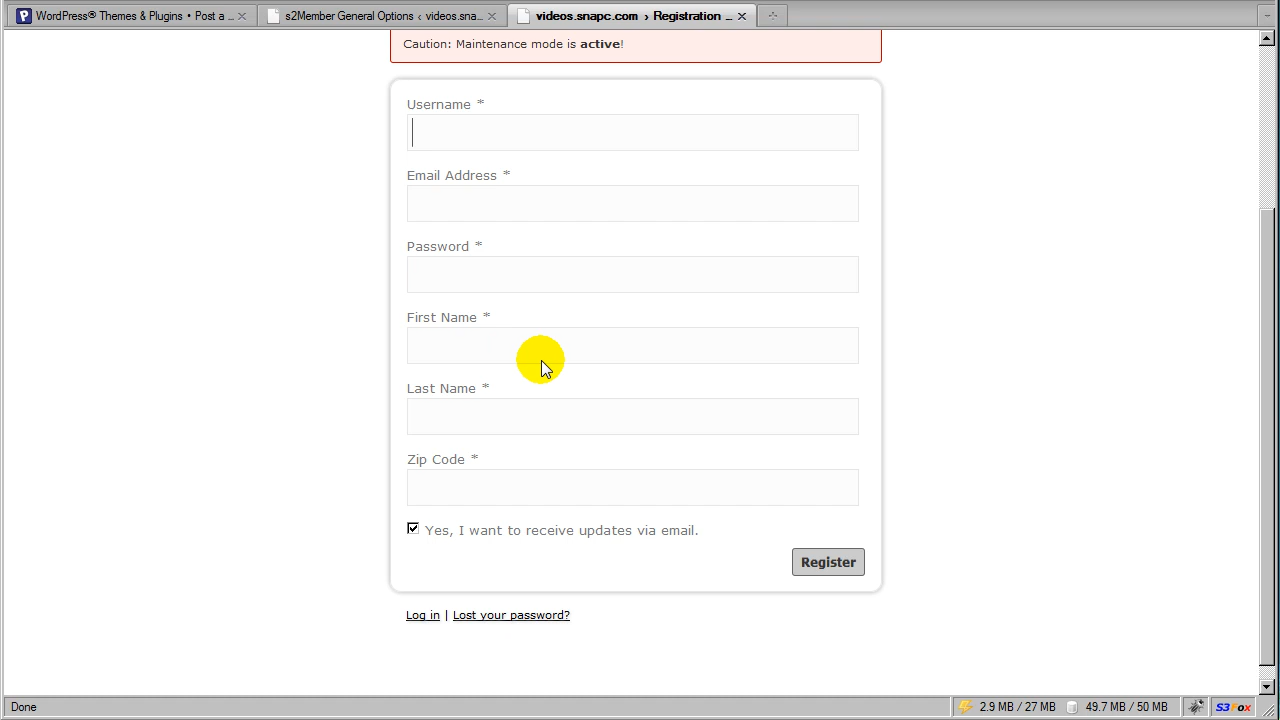 WordPress® Themes & Plugins • Post a ...
s2Member General Options ‹ videos.sna...
videos.snapc.com › Registration ...
Caution: Maintenance mode is active!
Username *
Email Address *
Password *
First Name *
Last Name *
Zip Code *
Yes, I want to receive updates via email.
Register
Log in | Lost your password?
Done
2.9 MB / 27 MB
49.7 MB / 50 MB
S3Fox